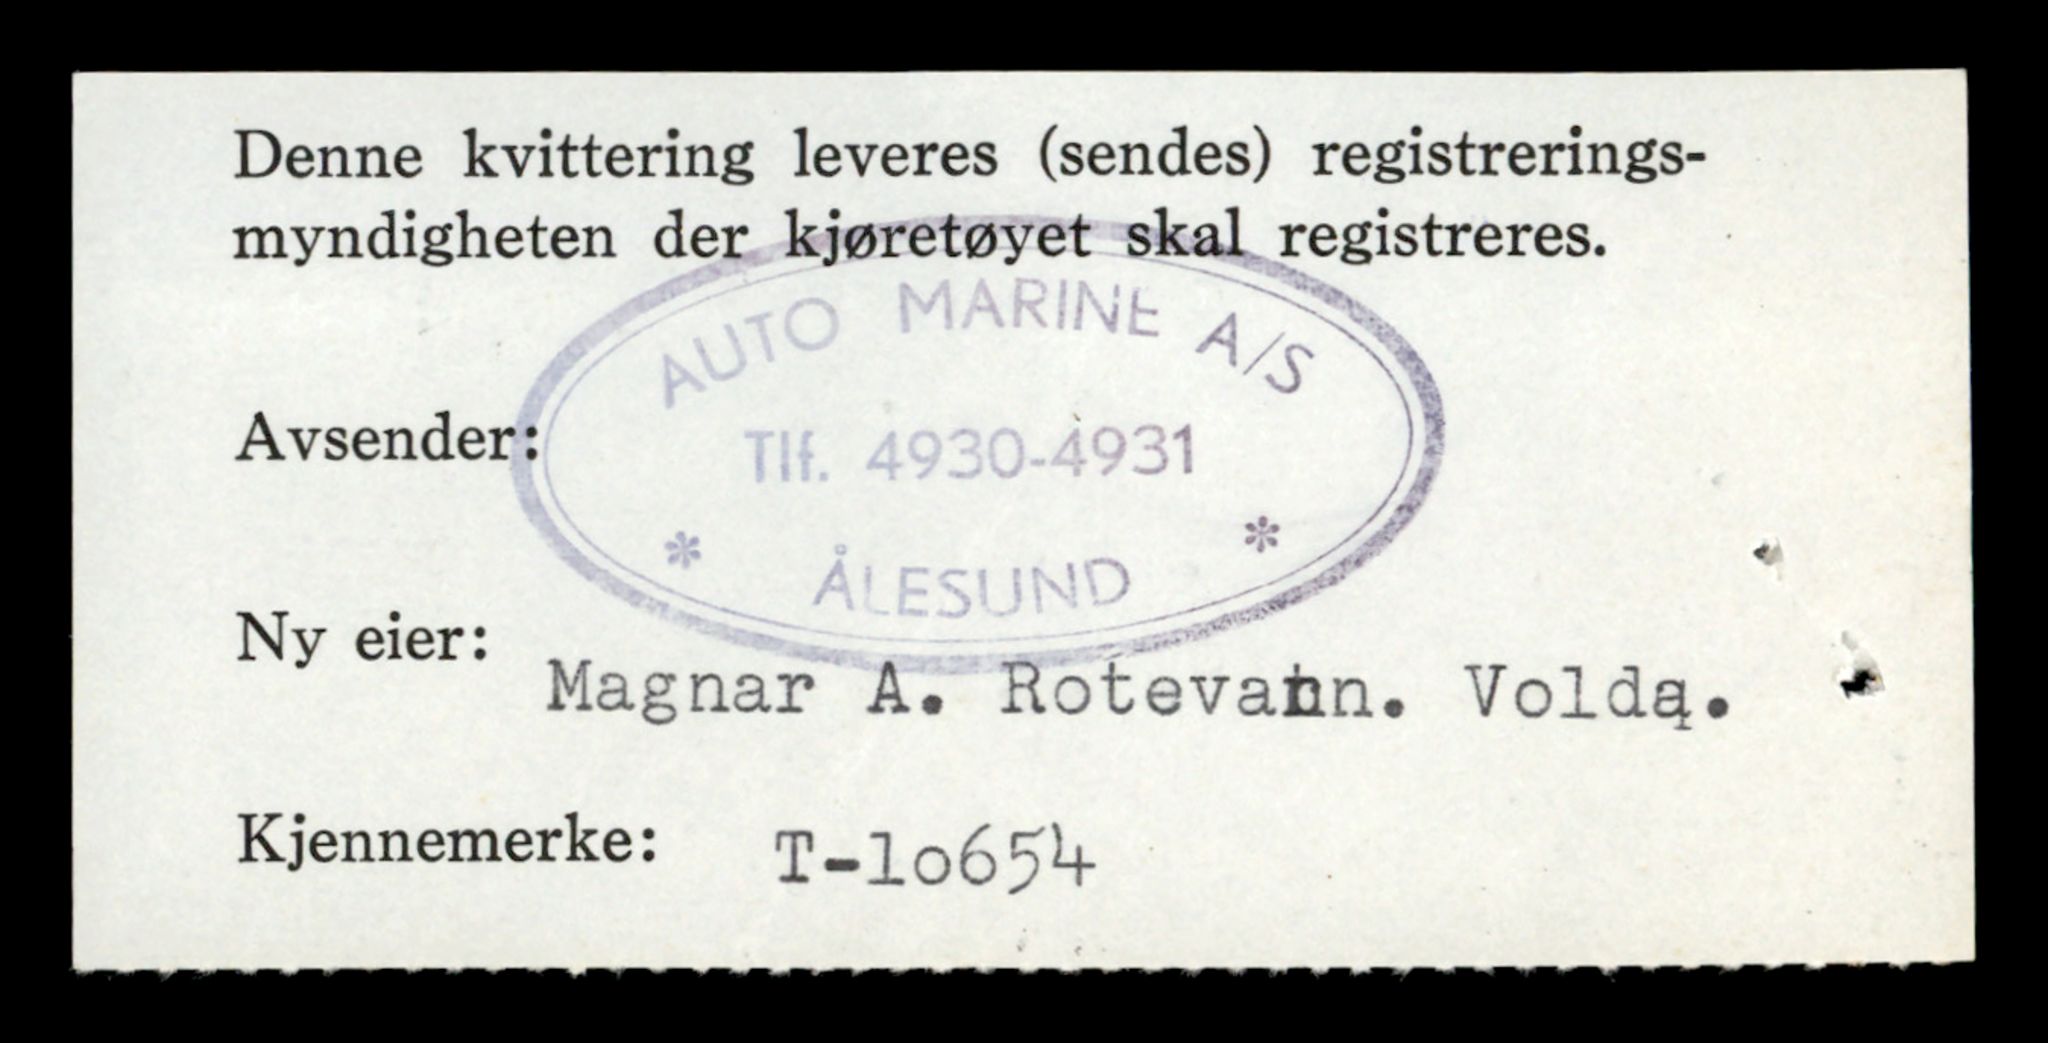 Denne kvittering leveres (sendes) registrerings-
myndigheten der kjøretøyet skal registreres.
AUTO MARINE A/S
Avsender:
Tlf. 4930-4931
* ÅLESUND *
Ny eier:
Magnar A. Rotevatn. Volda.
Kjennemerke: T-10654